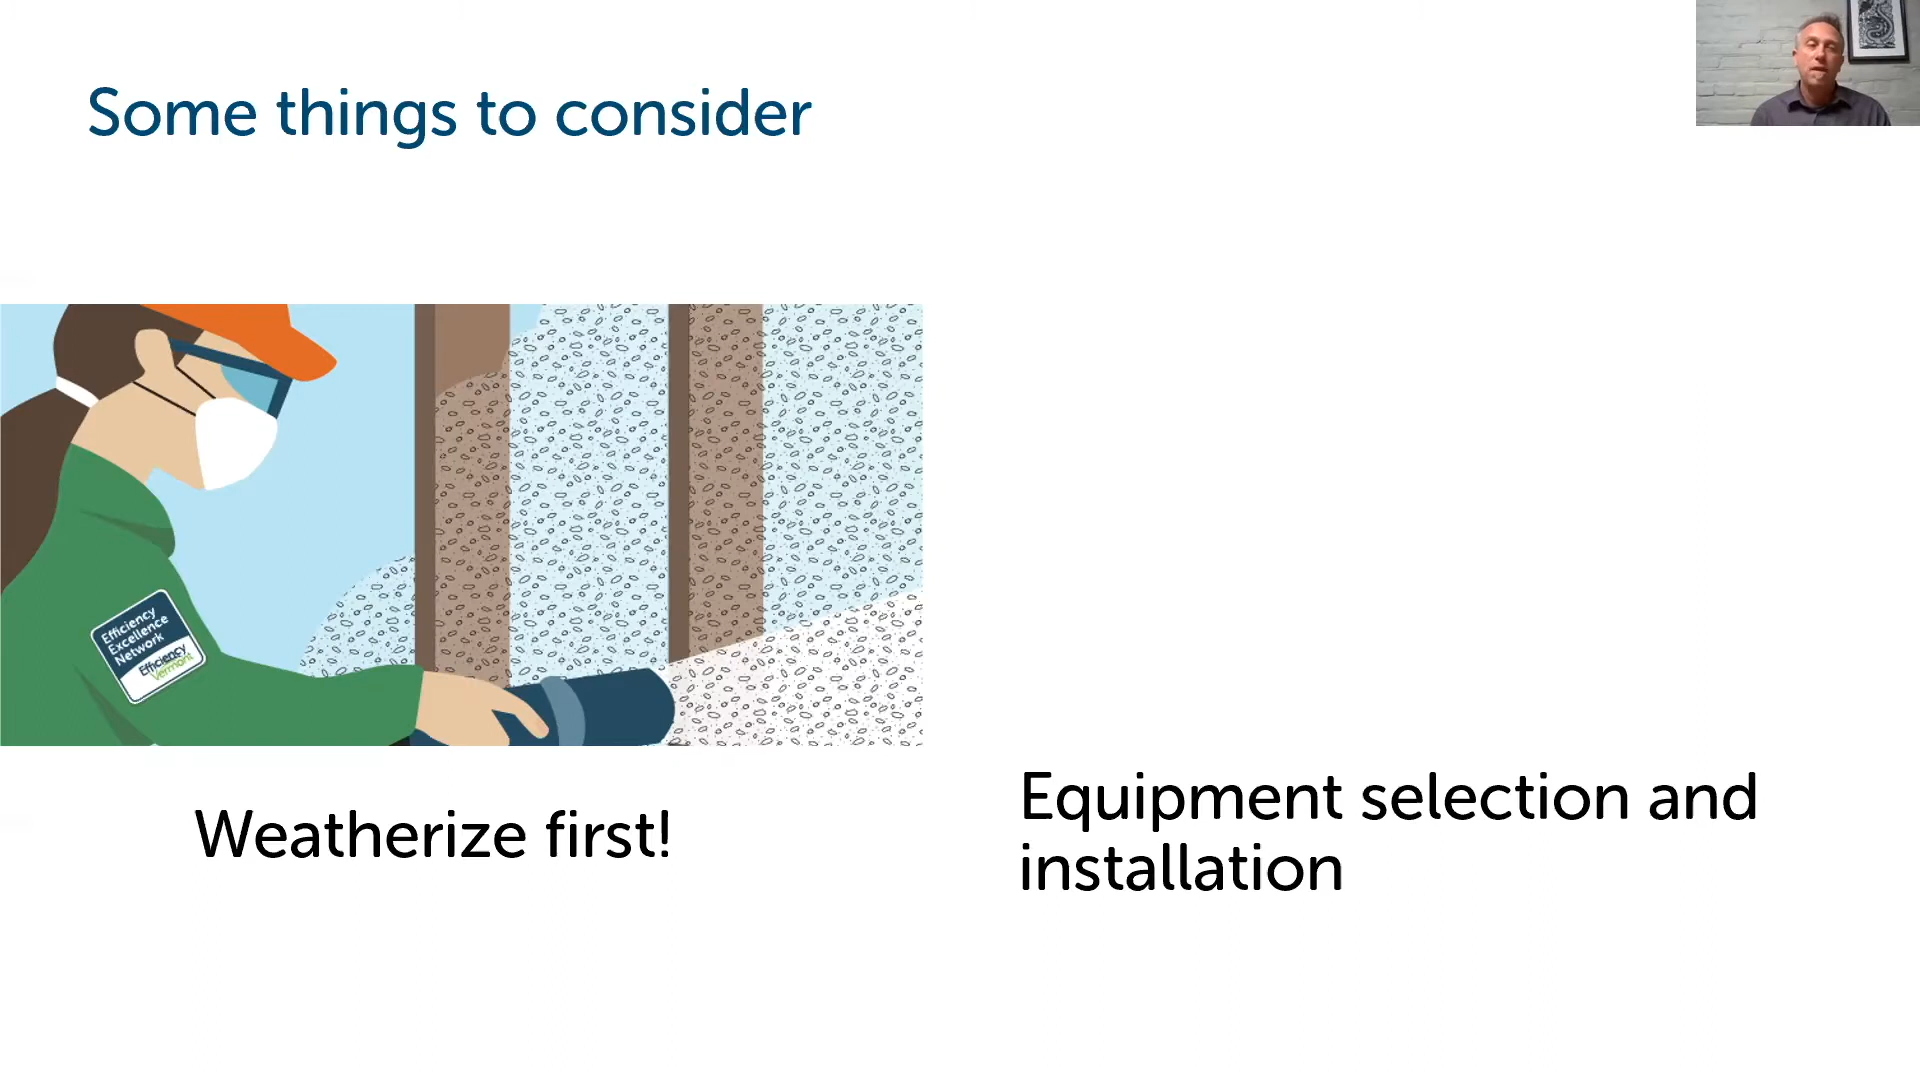 Some things to consider
Efficiency
Excellence
Network
Efficiency
Vermont
Weatherize first!
Equipment selection and
installation